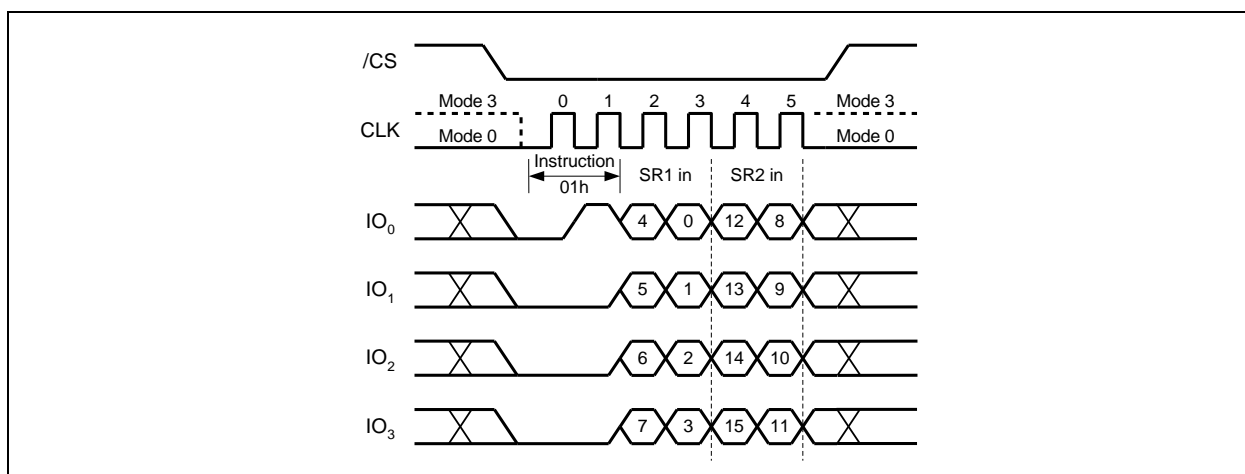 /CS
0 1 2 3 4 5
Mode 3 Mode 3
CLK
Mode 0 Mode 0
Instruction
SR1 in SR2 in
01h
IO0 4 0 12 8
IO1 5 1 13 9
IO2 6 2 14 10
IO3 7 3 15 11